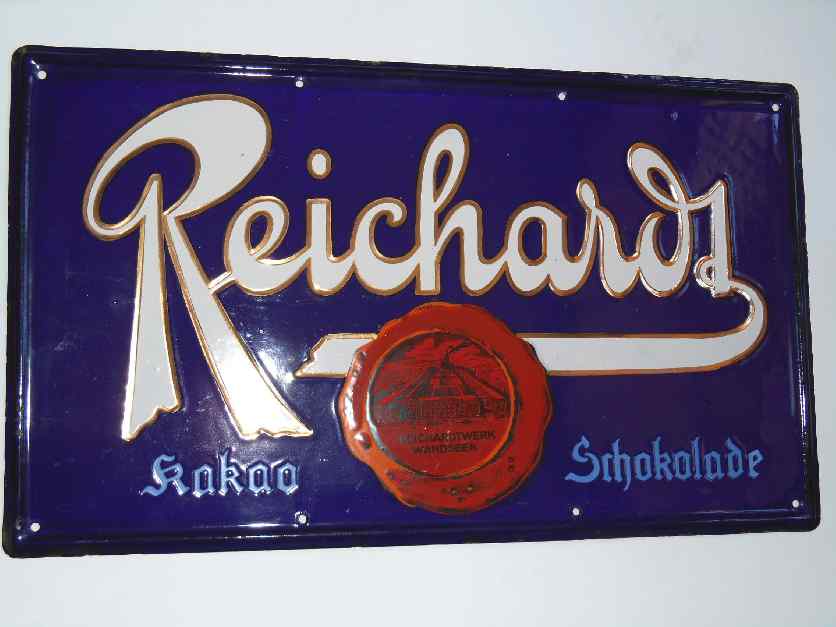 Reichardt
REICHARDTWERK
WANDSBEK
Kakao
Schokolade